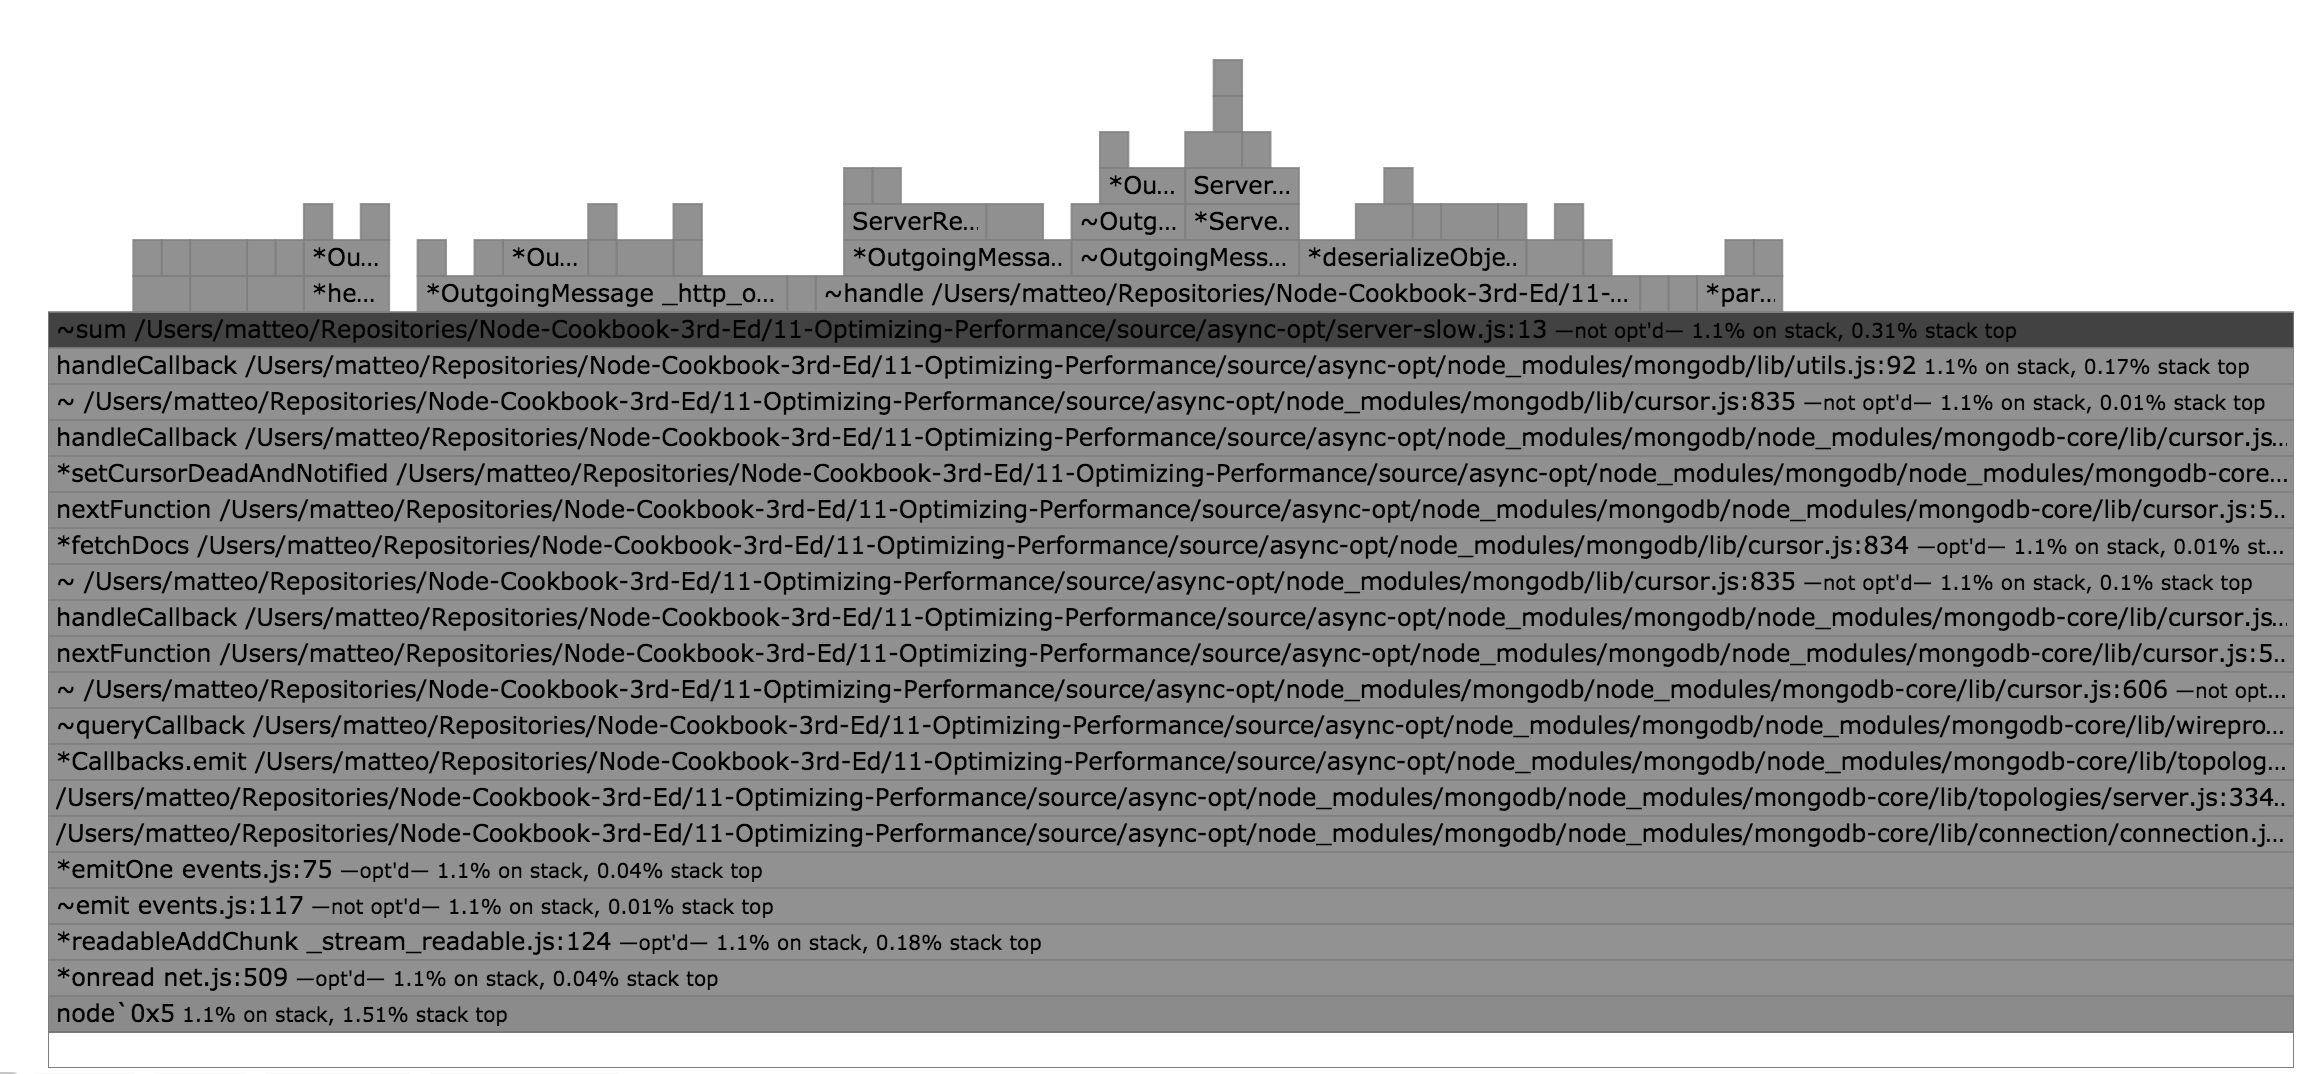 *Ou... Server...
ServerRe... ~Outg... *Serve..
*Ou... *Ou... *OutgoingMessa.. ~OutgoingMess... *deserializeObje..
*he... *OutgoingMessage _http_o... ~handle /Users/matteo/Repositories/Node-Cookbook-3rd-Ed/11-... *par...
~sum /Users/matteo/Repositories/Node-Cookbook-3rd-Ed/11-Optimizing-Performance/source/async-opt/server-slow.js:13 —not opt'd— 1.1% on stack, 0.31% stack top
handleCallback /Users/matteo/Repositories/Node-Cookbook-3rd-Ed/11-Optimizing-Performance/source/async-opt/node_modules/mongodb/lib/utils.js:92 1.1% on stack, 0.17% stack top
~ /Users/matteo/Repositories/Node-Cookbook-3rd-Ed/11-Optimizing-Performance/source/async-opt/node_modules/mongodb/lib/cursor.js:835 —not opt'd— 1.1% on stack, 0.01% stack top
handleCallback /Users/matteo/Repositories/Node-Cookbook-3rd-Ed/11-Optimizing-Performance/source/async-opt/node_modules/mongodb/node_modules/mongodb-core/lib/cursor.js..
*setCursorDeadAndNotified /Users/matteo/Repositories/Node-Cookbook-3rd-Ed/11-Optimizing-Performance/source/async-opt/node_modules/mongodb/node_modules/mongodb-core...
nextFunction /Users/matteo/Repositories/Node-Cookbook-3rd-Ed/11-Optimizing-Performance/source/async-opt/node_modules/mongodb/node_modules/mongodb-core/lib/cursor.js:5..
*fetchDocs /Users/matteo/Repositories/Node-Cookbook-3rd-Ed/11-Optimizing-Performance/source/async-opt/node_modules/mongodb/lib/cursor.js:834 —opt'd— 1.1% on stack, 0.01% st...
~ /Users/matteo/Repositories/Node-Cookbook-3rd-Ed/11-Optimizing-Performance/source/async-opt/node_modules/mongodb/lib/cursor.js:835 —not opt'd— 1.1% on stack, 0.1% stack top
handleCallback /Users/matteo/Repositories/Node-Cookbook-3rd-Ed/11-Optimizing-Performance/source/async-opt/node_modules/mongodb/node_modules/mongodb-core/lib/cursor.js..
nextFunction /Users/matteo/Repositories/Node-Cookbook-3rd-Ed/11-Optimizing-Performance/source/async-opt/node_modules/mongodb/node_modules/mongodb-core/lib/cursor.js:5..
~ /Users/matteo/Repositories/Node-Cookbook-3rd-Ed/11-Optimizing-Performance/source/async-opt/node_modules/mongodb/node_modules/mongodb-core/lib/cursor.js:606 —not opt...
~queryCallback /Users/matteo/Repositories/Node-Cookbook-3rd-Ed/11-Optimizing-Performance/source/async-opt/node_modules/mongodb/node_modules/mongodb-core/lib/wirepro...
*Callbacks.emit /Users/matteo/Repositories/Node-Cookbook-3rd-Ed/11-Optimizing-Performance/source/async-opt/node_modules/mongodb/node_modules/mongodb-core/lib/topolog...
/Users/matteo/Repositories/Node-Cookbook-3rd-Ed/11-Optimizing-Performance/source/async-opt/node_modules/mongodb/node_modules/mongodb-core/lib/topologies/server.js:334..
/Users/matteo/Repositories/Node-Cookbook-3rd-Ed/11-Optimizing-Performance/source/async-opt/node_modules/mongodb/node_modules/mongodb-core/lib/connection/connection.j...
*emitOne events.js:75 —opt'd— 1.1% on stack, 0.04% stack top
~emit events.js:117 —not opt'd— 1.1% on stack, 0.01% stack top
*readableAddChunk _stream_readable.js:124 —opt'd— 1.1% on stack, 0.18% stack top
*onread net.js:509 —opt'd— 1.1% on stack, 0.04% stack top
node`0x5 1.1% on stack, 1.51% stack top